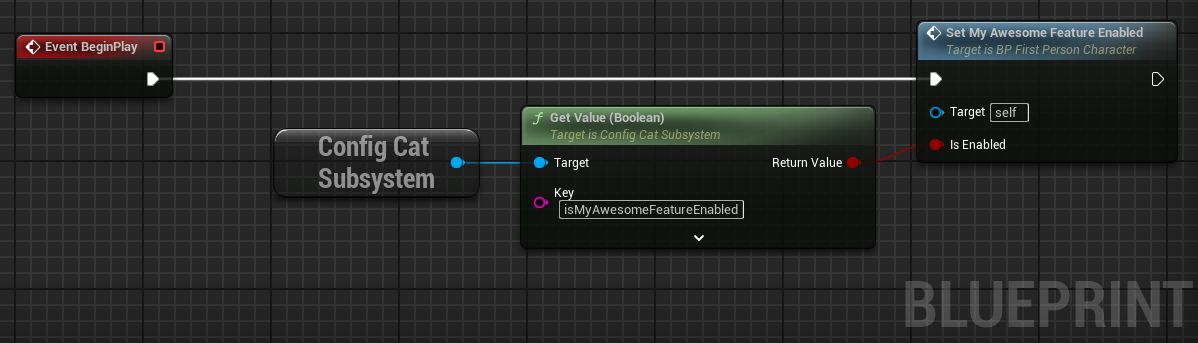 Event BeginPlay
Set My Awesome Feature Enabled
Target is BP First Person Character
Target self
Is Enabled
Config Cat
Subsystem
f Get Value (Boolean)
Target is Config Cat Subsystem
Target
Return Value
Key
isMyAwesomeFeatureEnabled
BLUEPRINT